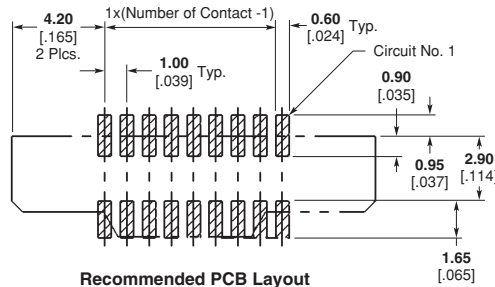 4.20
[.165]
2 Plcs.
1x(Number of Contact -1)
0.60
[.024]
Typ.
Circuit No. 1
1.00
[.039]
Typ.
0.90
[.035]
0.95
[.037]
2.90
[.114]
1.65
[.065]
Recommended PCB Layout